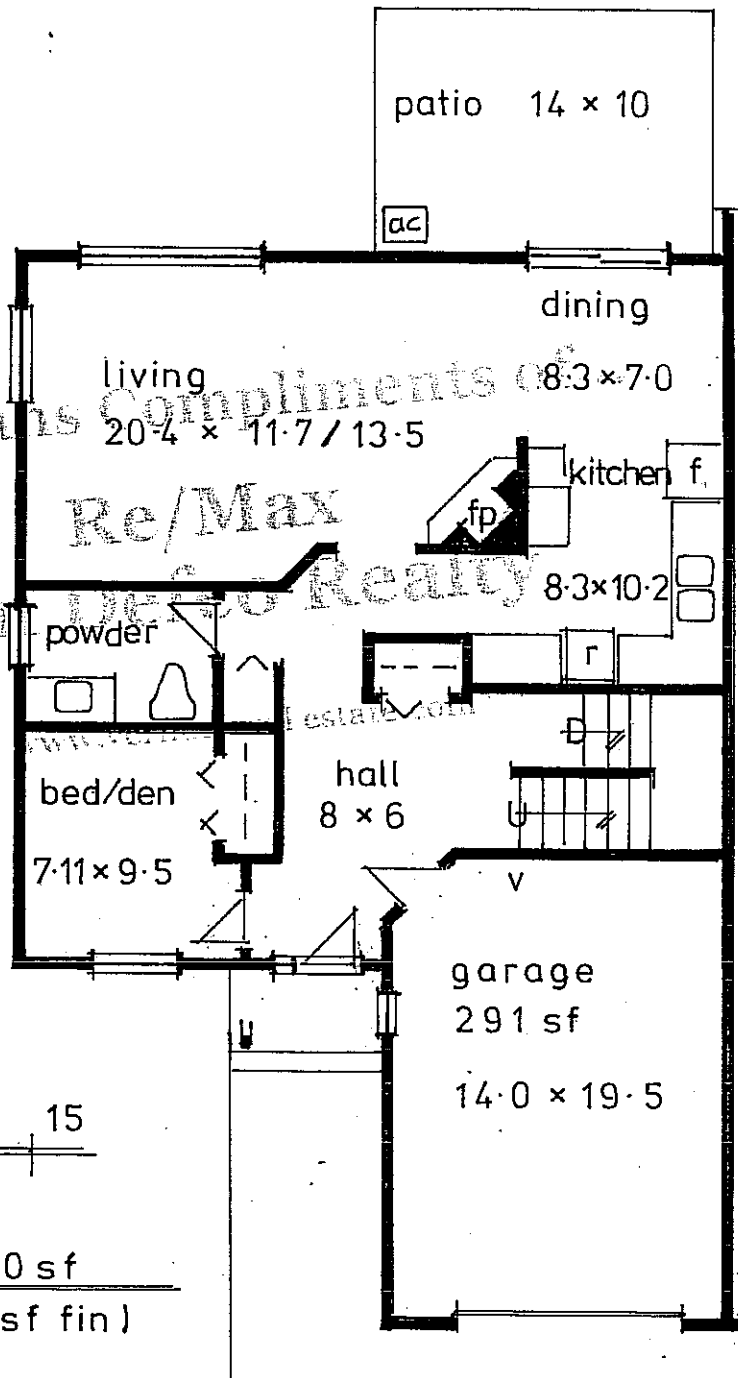 patio 14 × 10
ac
dining
8·3 × 7·0
living
20·4 × 11·7 / 13·5
Compliments of
kitchen f
fp
Re/Max
Realty
8·3×10·2
powder
r
estate.com
D
bed/den
hall
8 × 6
U
7·11 × 9·5
v
garage
291 sf
14·0 × 19·5
15
0 sf
sf fin)